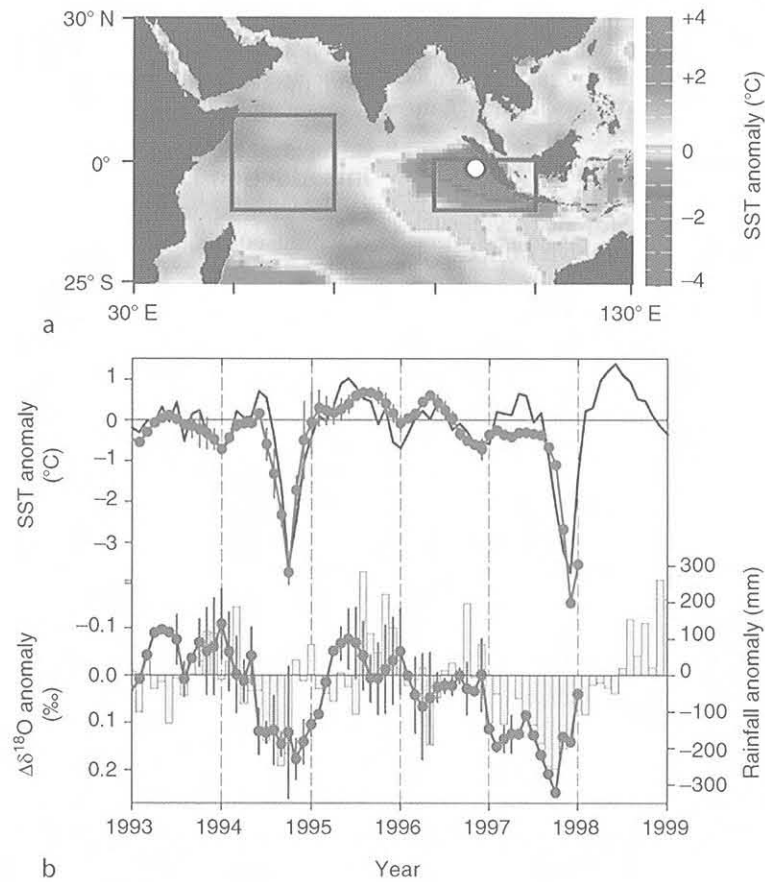 30° N
0°
25° S
30° E
130° E
+4
+2
0
−2
−4
SST anomaly (°C)
a
1
0
−1
−2
−3
SST anomaly
(°C)
−0.1
0.0
0.1
0.2
Δδ¹⁸O anomaly
(‰)
300
200
100
0
−100
−200
−300
Rainfall anomaly (mm)
1993
1994
1995
1996
1997
1998
1999
b
Year